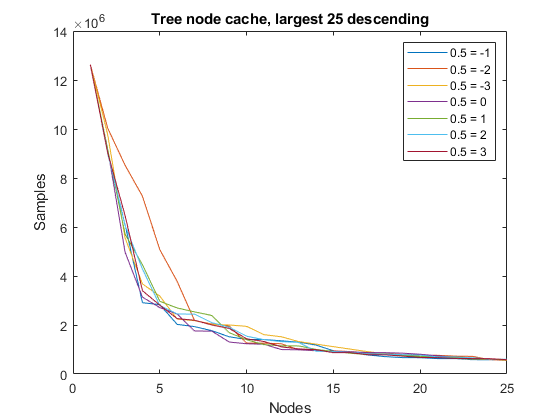 Tree node cache, largest 25 descending
×10^6
14
12
10
8
6
4
2
0
Samples
0.5 = -1
0.5 = -2
0.5 = -3
0.5 = 0
0.5 = 1
0.5 = 2
0.5 = 3
0 5 10 15 20 25
Nodes